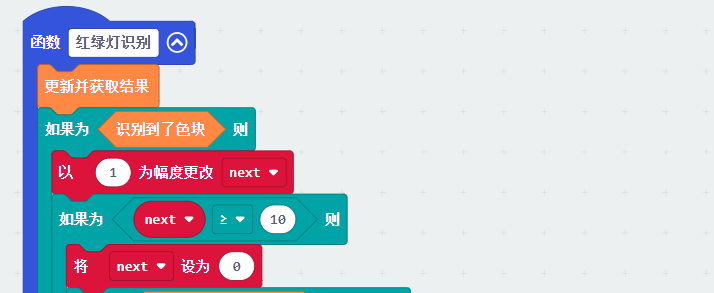 函数 红绿灯识别
更新并获取结果
如果为 识别到了色块 则
以 1 为幅度更改 next
如果为 next ≥ 10 则
将 next 设为 0